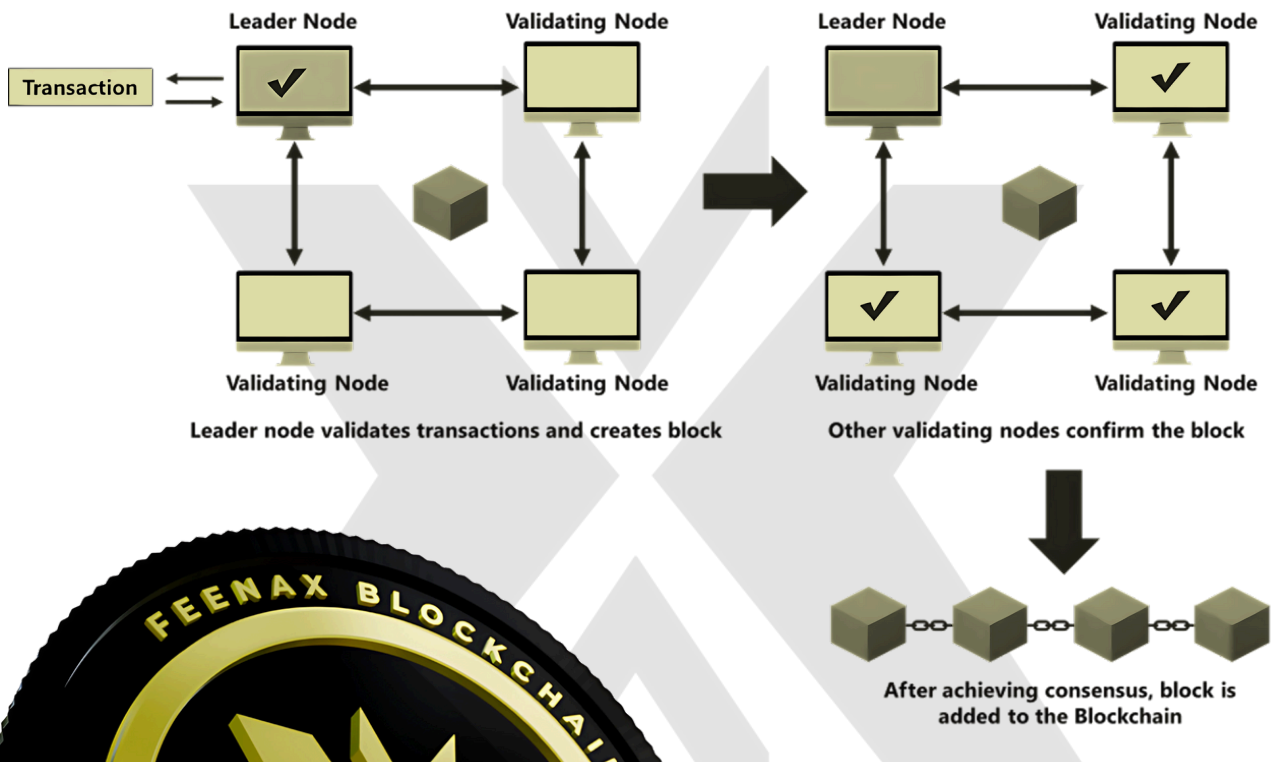 Leader Node
Validating Node
Leader Node
Validating Node
Transaction
Validating Node
Validating Node
Validating Node
Validating Node
Leader node validates transactions and creates block
Other validating nodes confirm the block
FEENAX BLOCKCHAIN
After achieving consensus, block is
added to the Blockchain